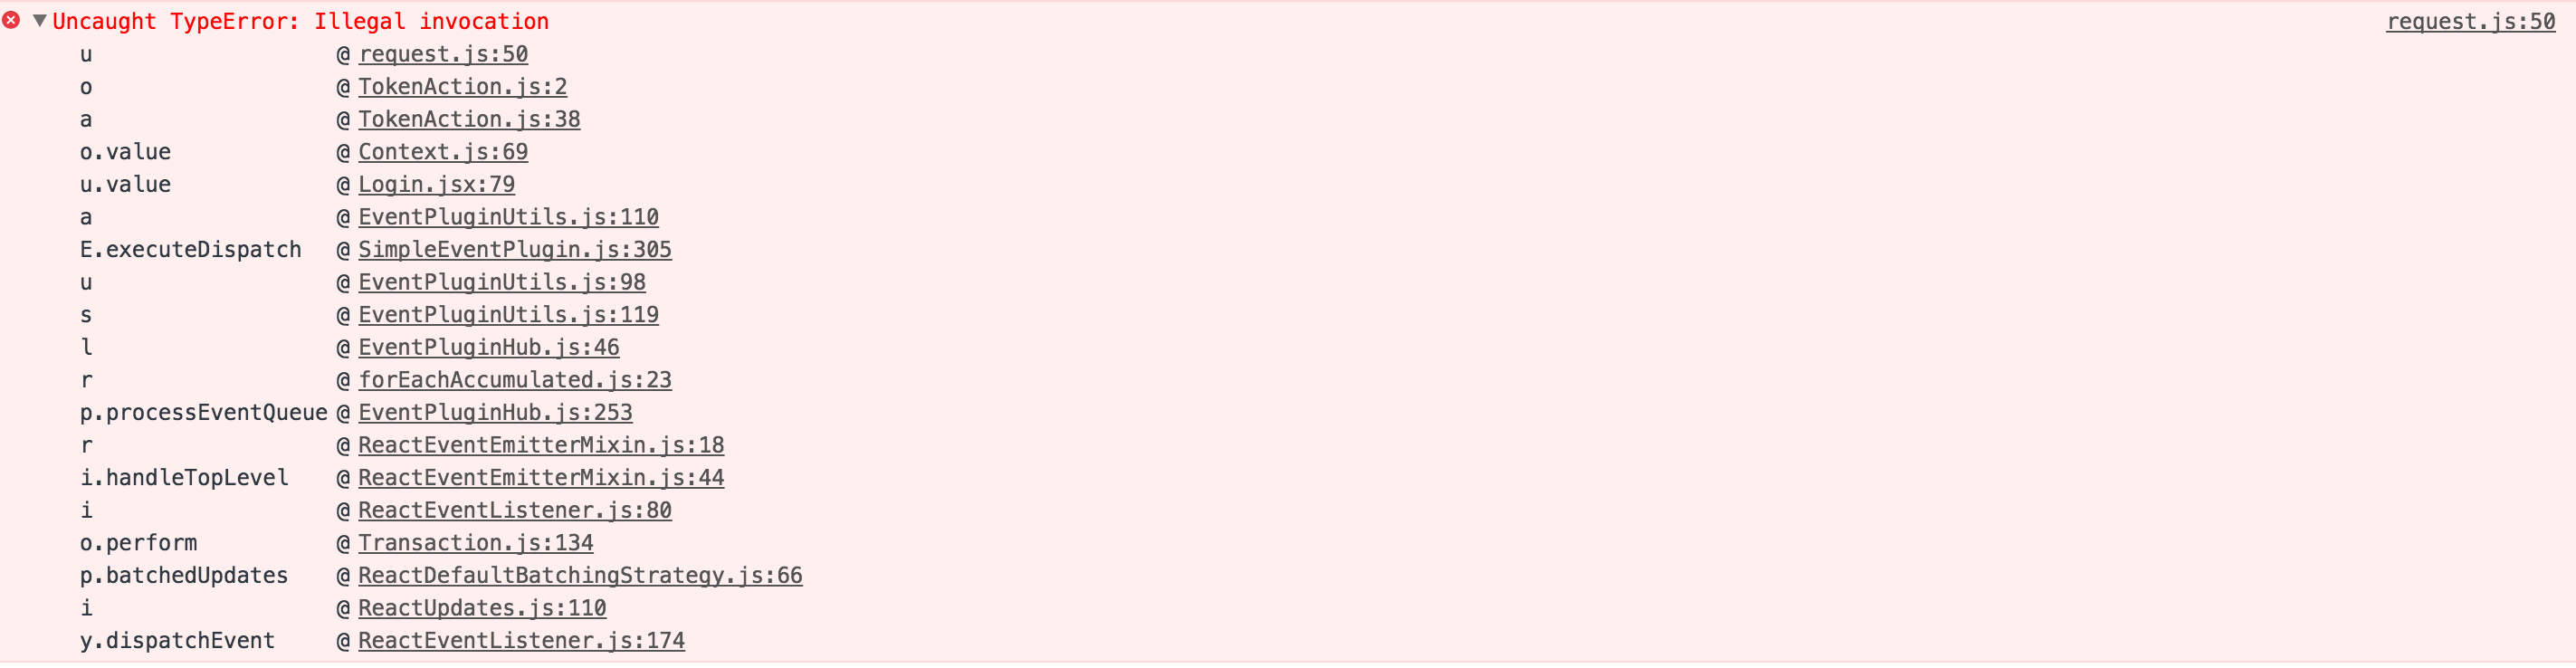 Uncaught TypeError: Illegal invocation request.js:50
u @ request.js:50
o @ TokenAction.js:2
a @ TokenAction.js:38
o.value @ Context.js:69
u.value @ Login.jsx:79
a @ EventPluginUtils.js:110
E.executeDispatch @ SimpleEventPlugin.js:305
u @ EventPluginUtils.js:98
s @ EventPluginUtils.js:119
l @ EventPluginHub.js:46
r @ forEachAccumulated.js:23
p.processEventQueue @ EventPluginHub.js:253
r @ ReactEventEmitterMixin.js:18
i.handleTopLevel @ ReactEventEmitterMixin.js:44
i @ ReactEventListener.js:80
o.perform @ Transaction.js:134
p.batchedUpdates @ ReactDefaultBatchingStrategy.js:66
i @ ReactUpdates.js:110
y.dispatchEvent @ ReactEventListener.js:174